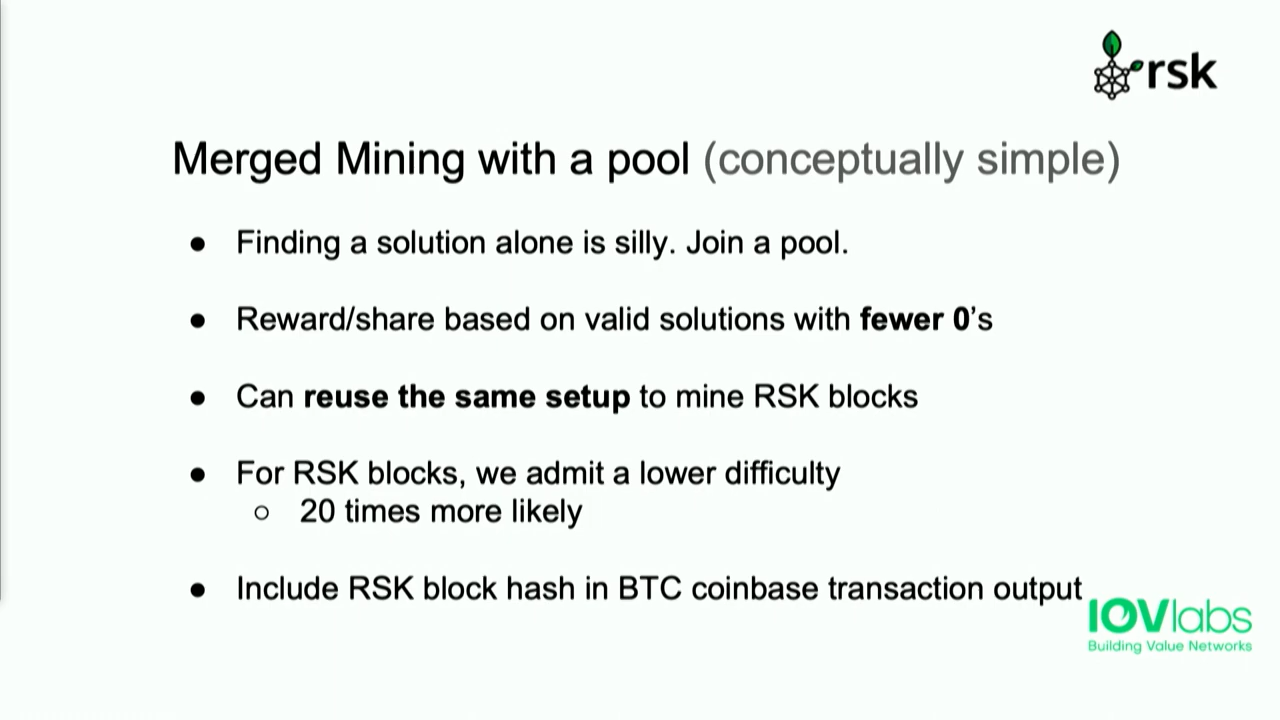 rsk
Merged Mining with a pool (conceptually simple)
● Finding a solution alone is silly. Join a pool.
● Reward/share based on valid solutions with fewer 0's
● Can reuse the same setup to mine RSK blocks
● For RSK blocks, we admit a lower difficulty
○ 20 times more likely
● Include RSK block hash in BTC coinbase transaction output
IOVlabs
Building Value Networks